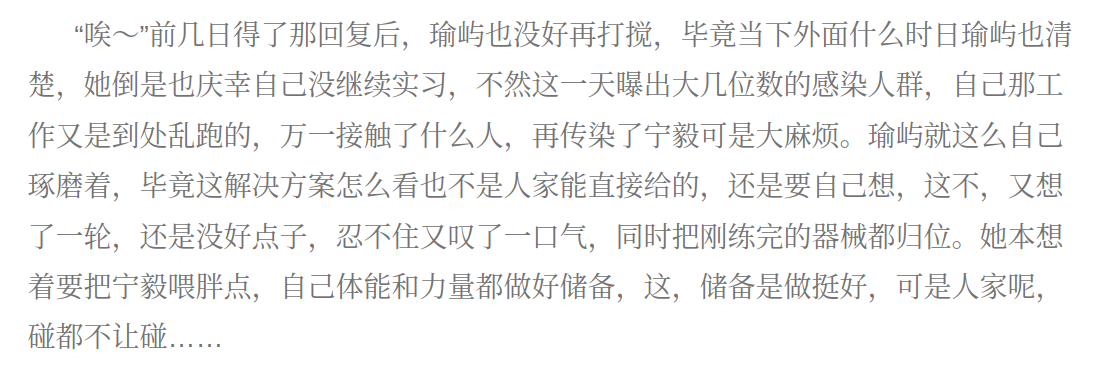 “唉～”前几日得了那回复后，瑜屿也没好再打搅，毕竟当下外面什么时日瑜屿也清
楚，她倒是也庆幸自己没继续实习，不然这一天曝出大几位数的感染人群，自己那工
作又是到处乱跑的，万一接触了什么人，再传染了宁毅可是大麻烦。瑜屿就这么自己
琢磨着，毕竟这解决方案怎么看也不是人家能直接给的，还是要自己想，这不，又想
了一轮，还是没好点子，忍不住又叹了一口气，同时把刚练完的器械都归位。她本想
着要把宁毅喂胖点，自己体能和力量都做好储备，这，储备是做挺好，可是人家呢，
碰都不让碰……